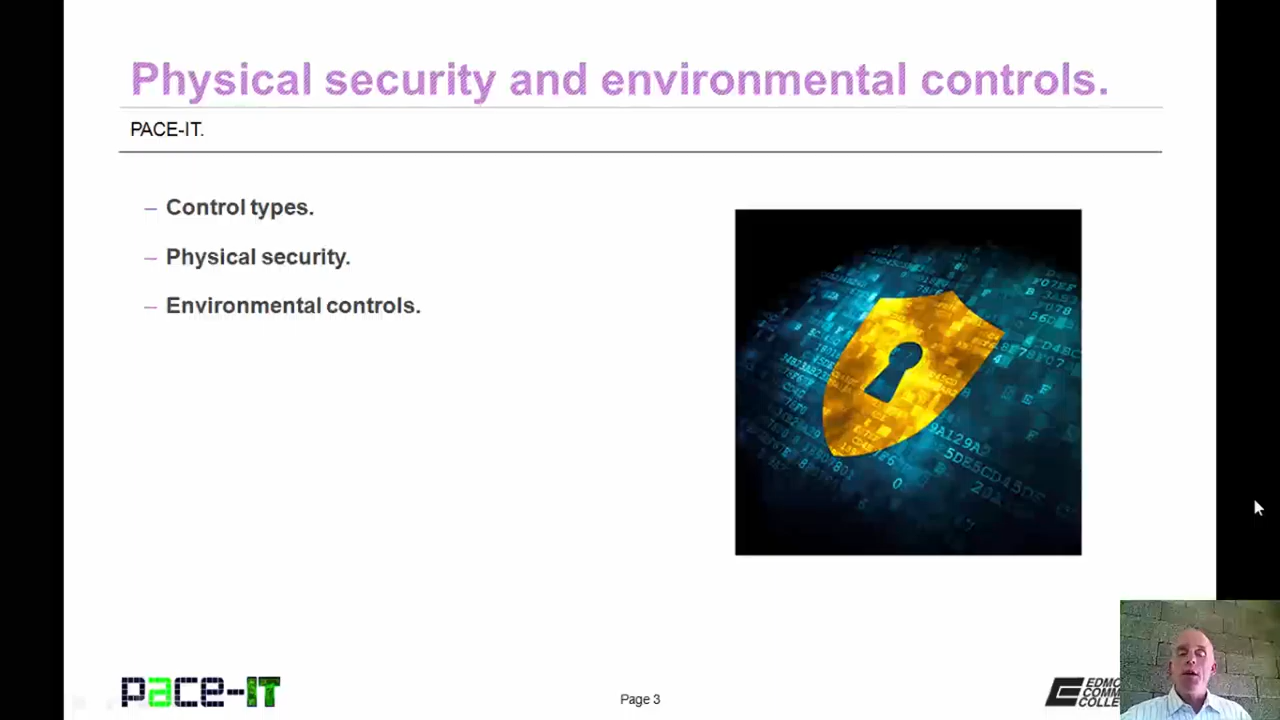 Physical security and environmental controls.
PACE-IT.
– Control types.
– Physical security.
– Environmental controls.
pace-IT
Page 3